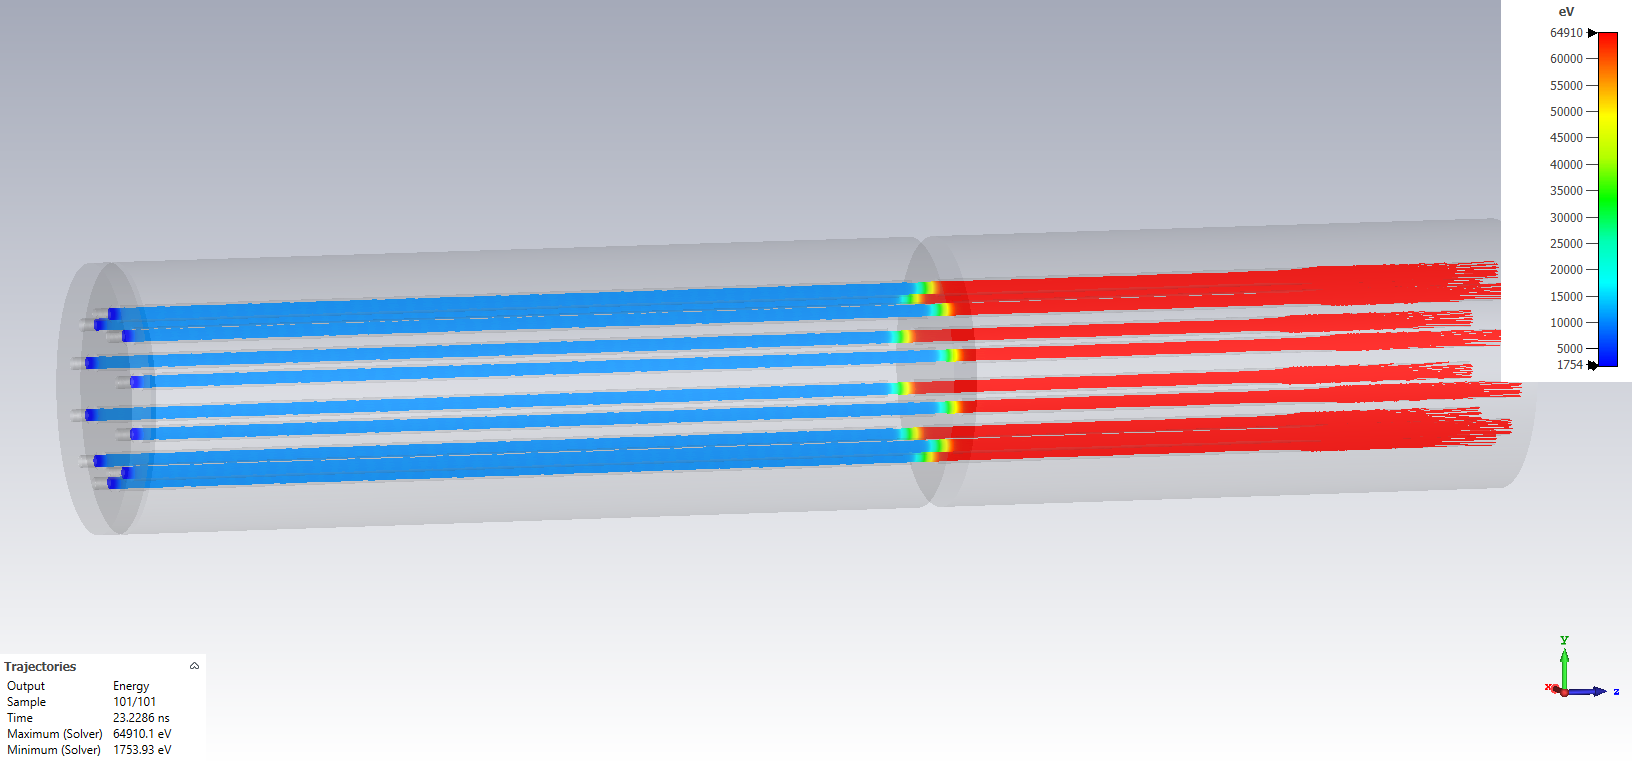 eV
64910
60000
55000
50000
45000
40000
35000
30000
25000
20000
15000
10000
5000
1754
y
x
z
Trajectories
Output Energy
Sample 101/101
Time 23.2286 ns
Maximum (Solver) 64910.1 eV
Minimum (Solver) 1753.93 eV